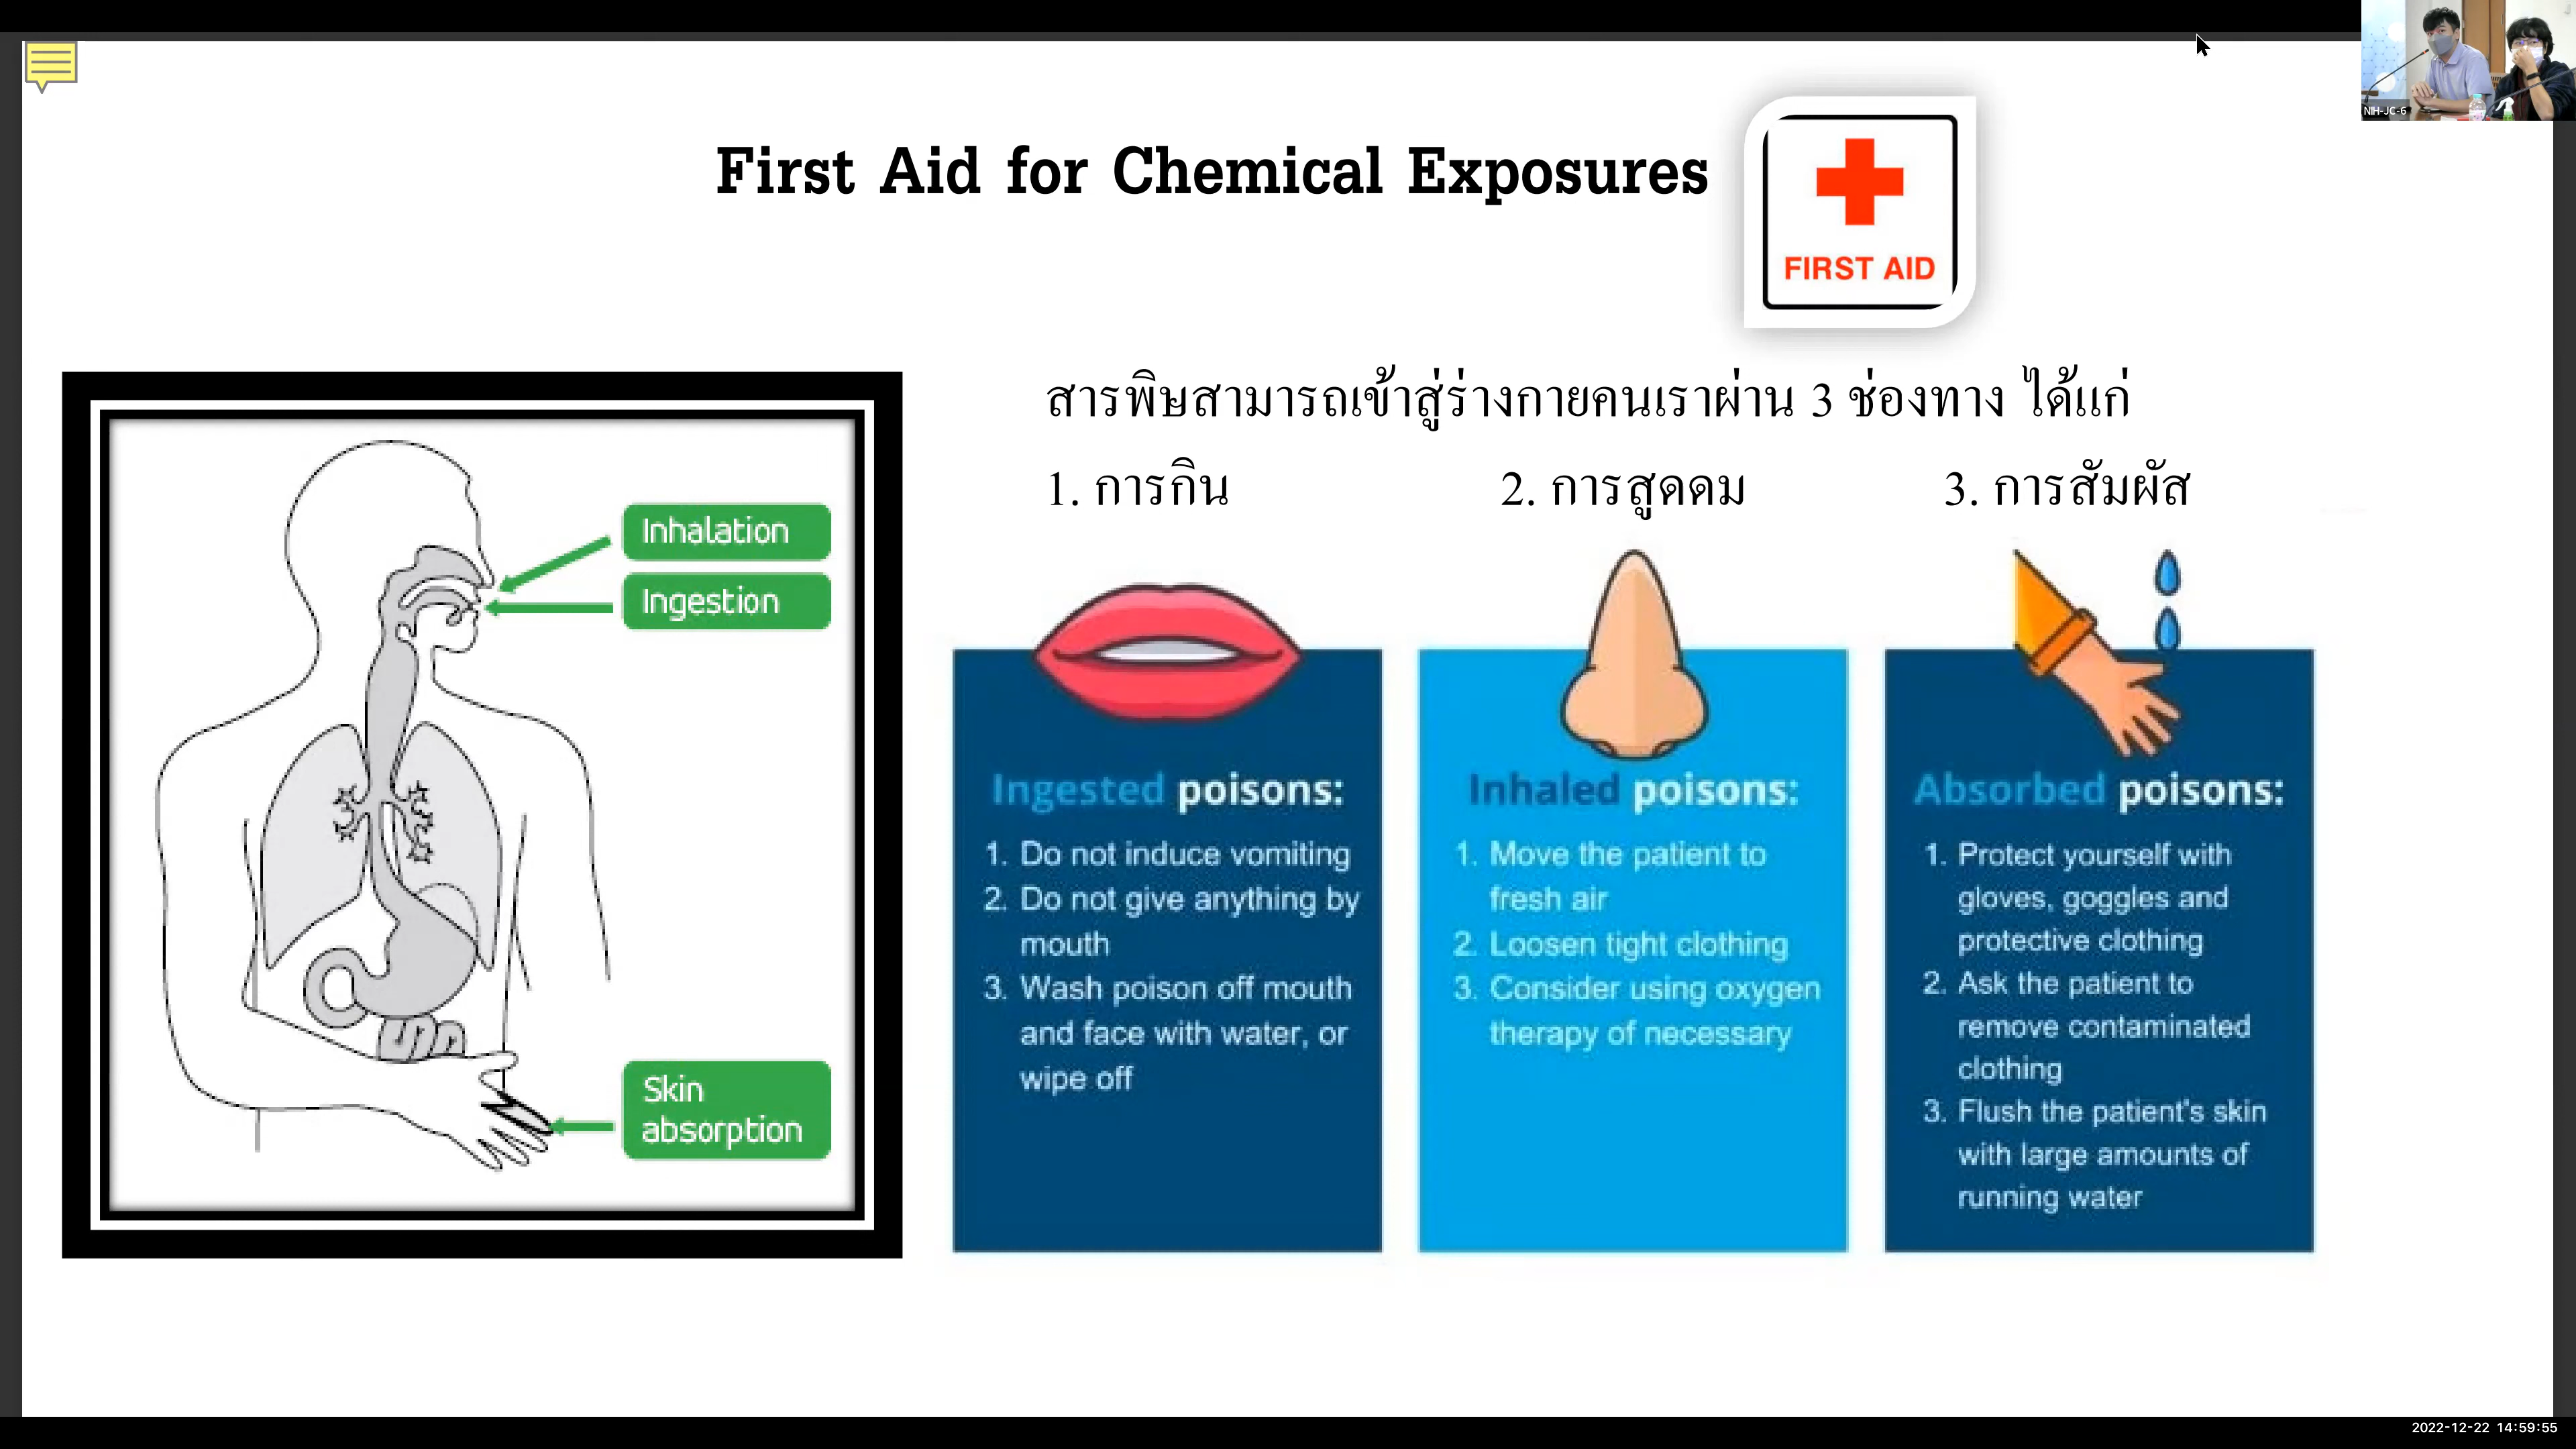 NIH-JC-6
First Aid for Chemical Exposures
FIRST AID
สารพิษสามารถเข้าสู่ร่างกายคนเราผ่าน 3 ช่องทาง ได้แก่
1. การกิน 2. การสูดดม 3. การสัมผัส
Inhalation
Ingestion
Skin
absorption
Ingested poisons:
1. Do not induce vomiting
2. Do not give anything by
mouth
3. Wash poison off mouth
and face with water, or
wipe off
Inhaled poisons:
1. Move the patient to
fresh air
2. Loosen tight clothing
3. Consider using oxygen
therapy of necessary
Absorbed poisons:
1. Protect yourself with
gloves, goggles and
protective clothing
2. Ask the patient to
remove contaminated
clothing
3. Flush the patient's skin
with large amounts of
running water
2022-12-22 14:59:55